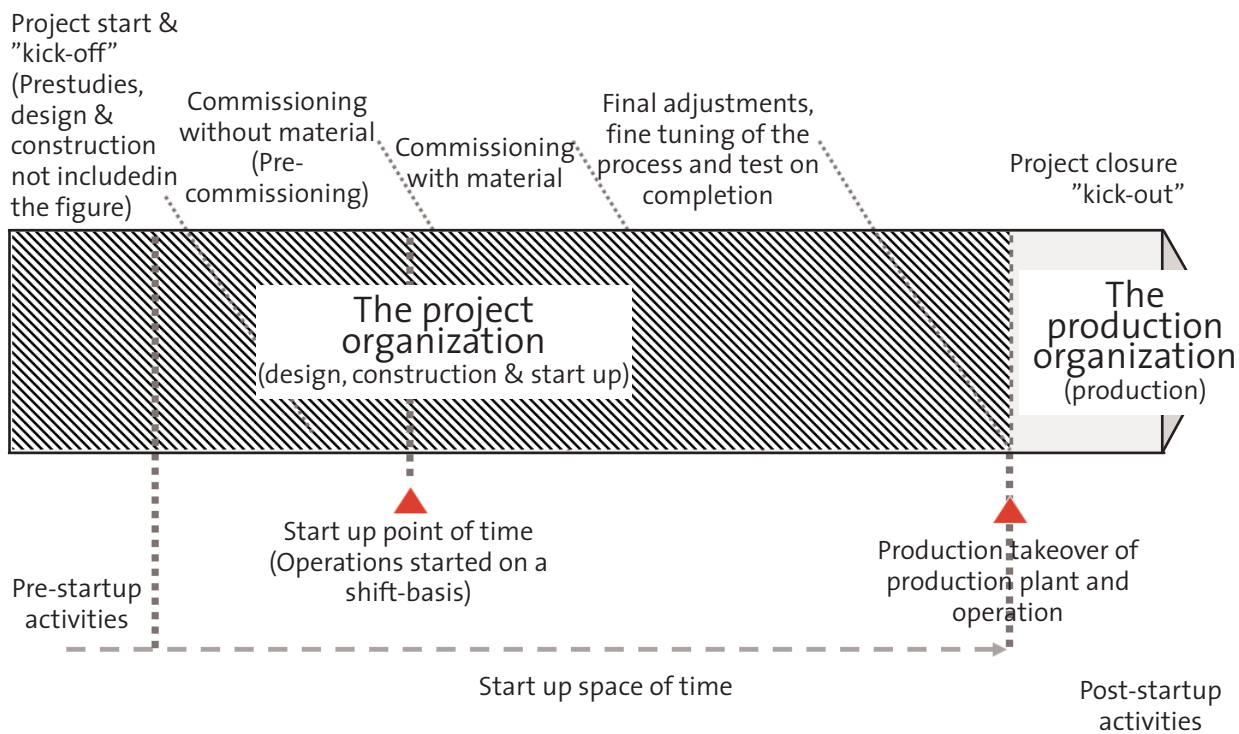 Project start &
”kick-off”
(Prestudies,
design &
construction
not includedin
the figure)
Commissioning
without material
(Pre-
commissioning)
Commissioning
with material
Final adjustments,
fine tuning of the
process and test on
completion
Project closure
”kick-out”
The project
organization
(design, construction & start up)
The
production
organization
(production)
Start up point of time
(Operations started on a
shift-basis)
Production takeover of
production plant and
operation
Pre-startup
activities
Start up space of time
Post-startup
activities